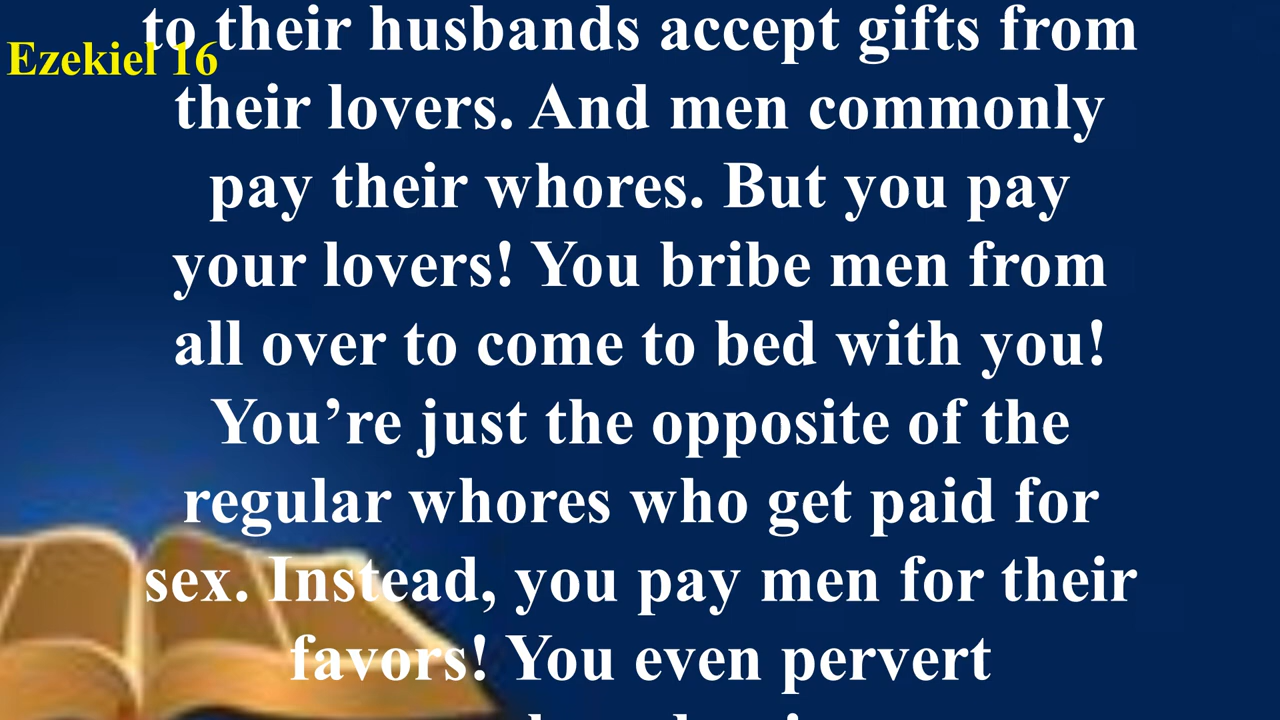 Ezekiel 16
to their husbands accept gifts from
their lovers. And men commonly
pay their whores. But you pay
your lovers! You bribe men from
all over to come to bed with you!
You’re just the opposite of the
regular whores who get paid for
sex. Instead, you pay men for their
favors! You even pervert